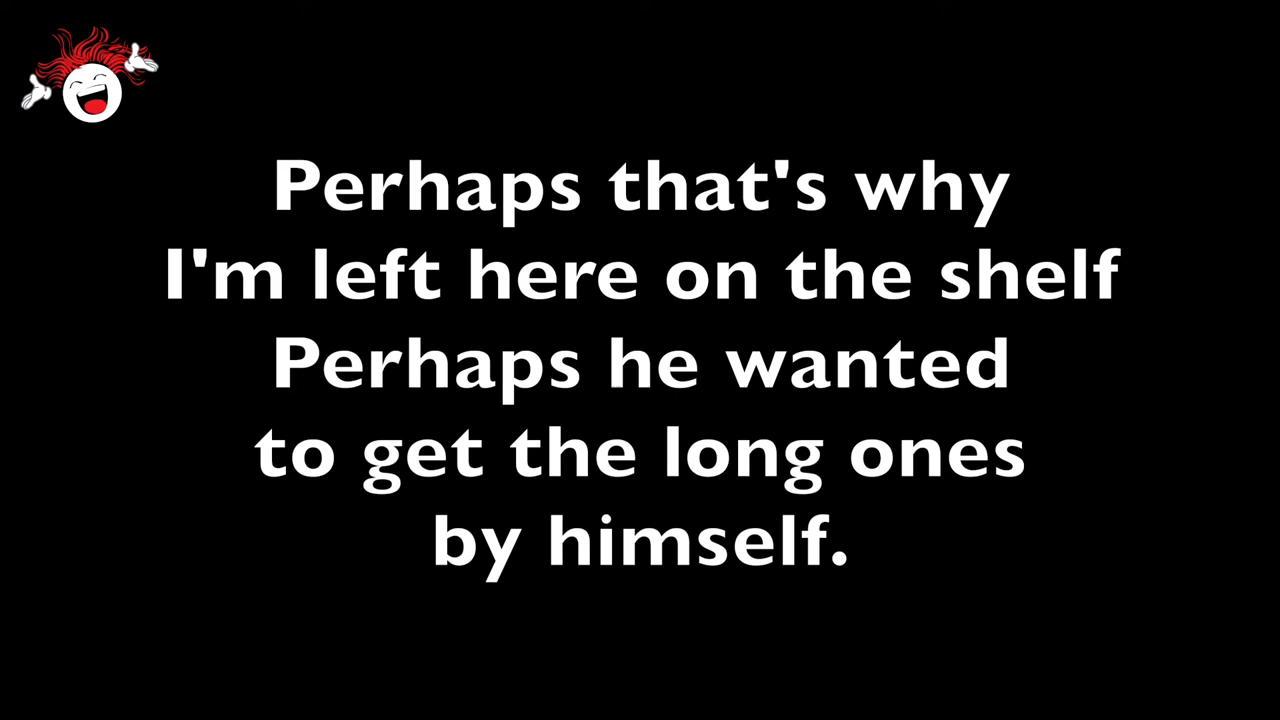 Perhaps that's why
I'm left here on the shelf
Perhaps he wanted
to get the long ones
by himself.